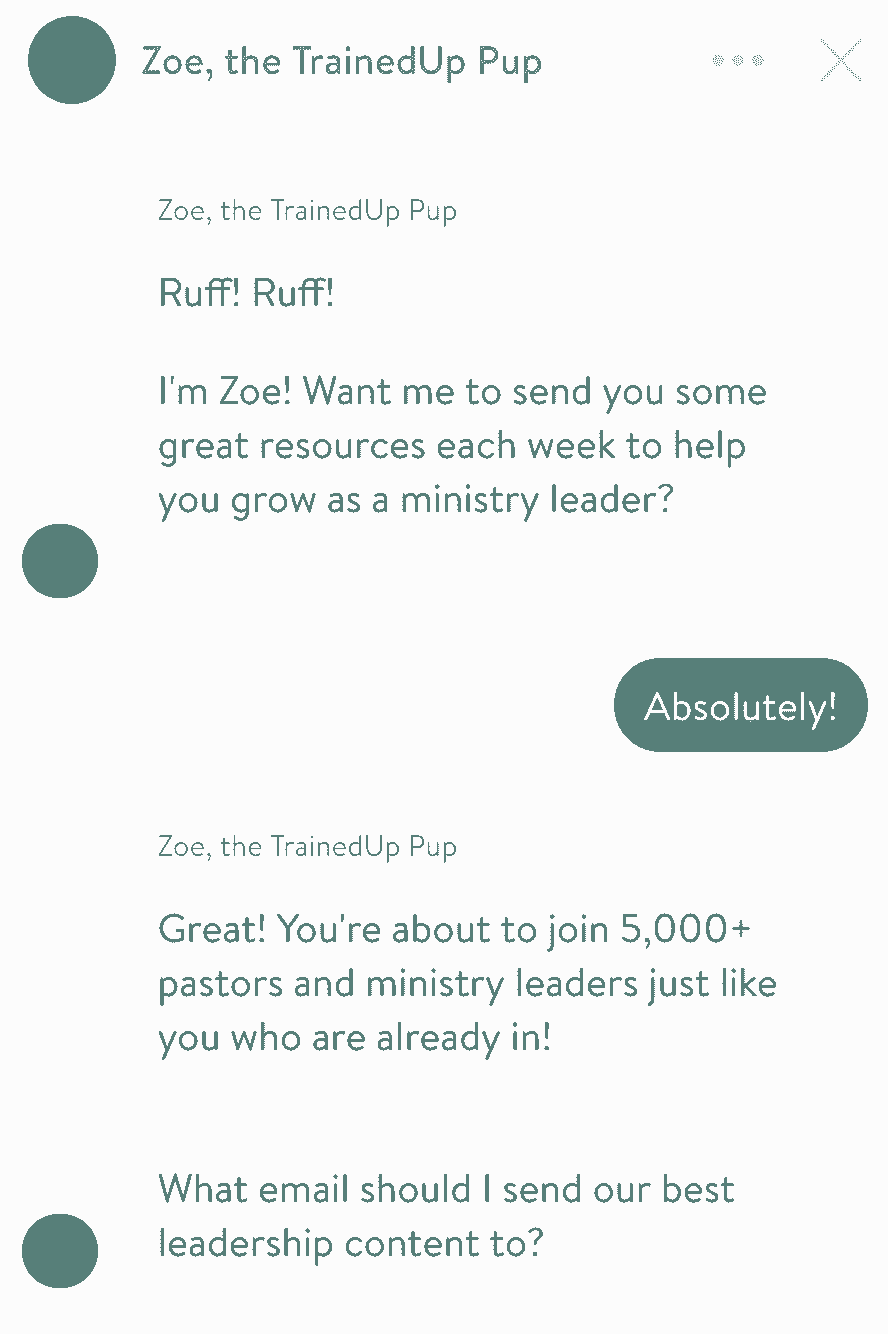 Zoe, the TrainedUp Pup
Zoe, the TrainedUp Pup
Ruff! Ruff!
I'm Zoe! Want me to send you some
great resources each week to help
you grow as a ministry leader?
Absolutely!
Zoe, the TrainedUp Pup
Great! You're about to join 5,000+
pastors and ministry leaders just like
you who are already in!
What email should I send our best
leadership content to?